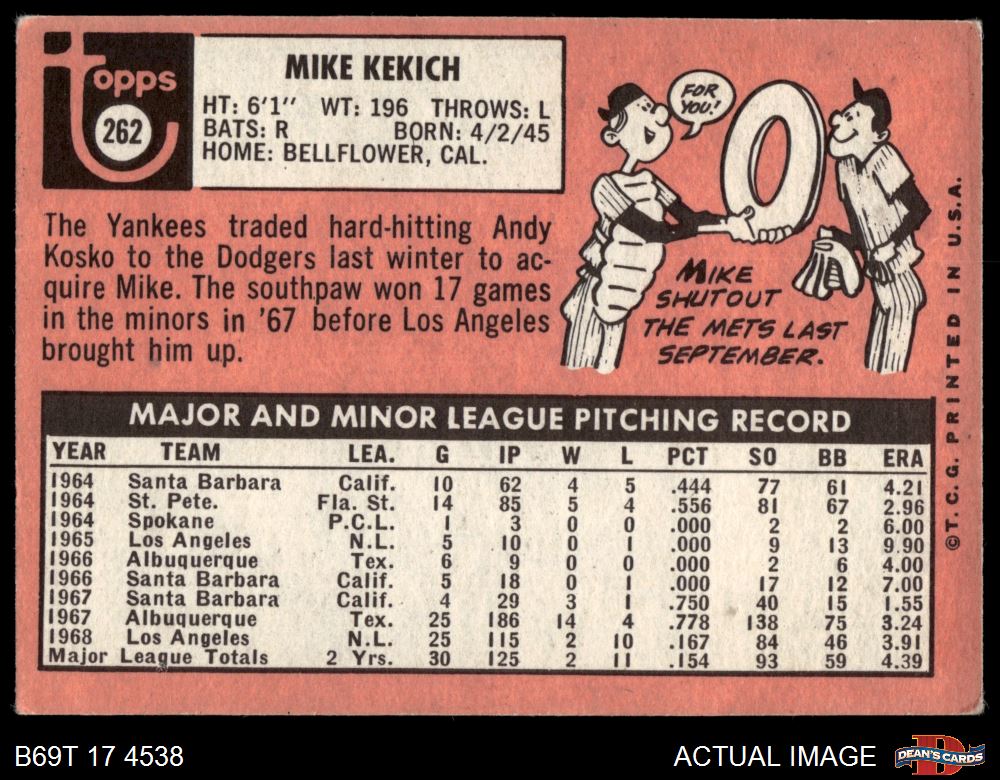 topps
262
MIKE KEKICH
HT: 6'1" WT: 196 THROWS: L
BATS: R BORN: 4/2/45
HOME: BELLFLOWER, CAL.
The Yankees traded hard-hitting Andy
Kosko to the Dodgers last winter to ac-
quire Mike. The southpaw won 17 games
in the minors in '67 before Los Angeles
brought him up.
FOR
YOU!
0
MIKE
SHUTOUT
THE METS LAST
SEPTEMBER.
©T. C. G. PRINTED IN U.S.A.
MAJOR AND MINOR LEAGUE PITCHING RECORD
YEAR TEAM LEA. G IP W L PCT SO BB ERA
1964 Santa Barbara Calif. 10 62 4 5 .444 77 61 4.21
1964 St. Pete. Fla. St. 14 85 5 4 .556 81 67 2.96
1964 Spokane P.C.L. 1 3 0 0 .000 2 2 6.00
1965 Los Angeles N.L. 5 10 0 1 .000 9 13 9.90
1966 Albuquerque Tex. 6 9 0 0 .000 2 6 4.00
1966 Santa Barbara Calif. 5 18 0 1 .000 17 12 7.00
1967 Santa Barbara Calif. 4 29 3 1 .750 40 15 1.55
1967 Albuquerque Tex. 25 186 14 4 .778 138 75 3.24
1968 Los Angeles N.L. 25 115 2 10 .167 84 46 3.91
Major League Totals 2 Yrs. 30 125 2 11 .154 93 59 4.39
B69T 17 4538
ACTUAL IMAGE
DEAN'S CARDS